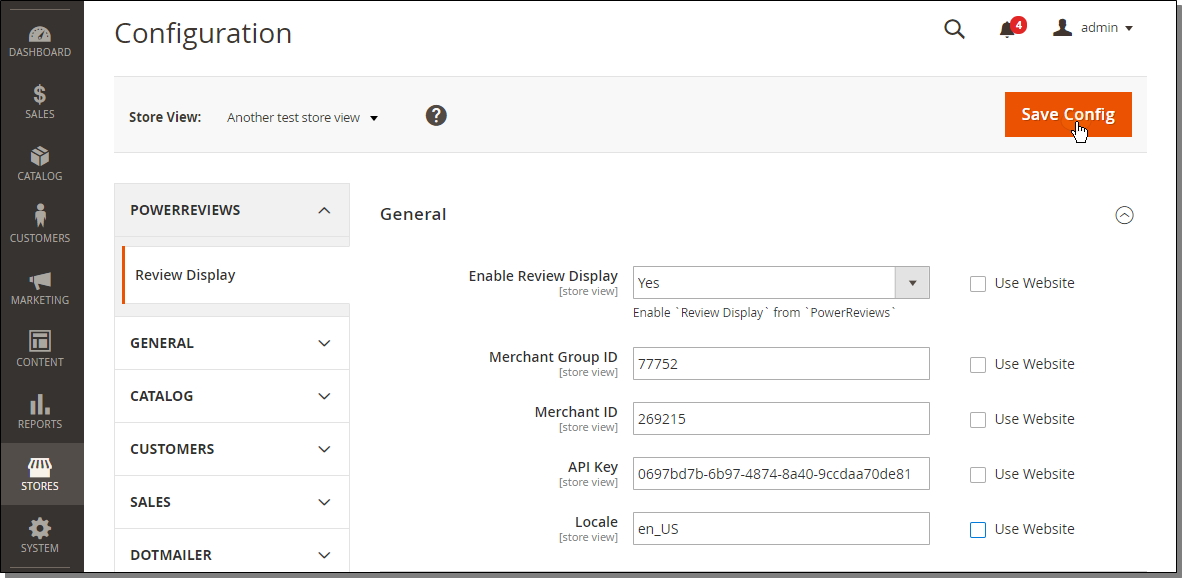 Configuration
4
admin
DASHBOARD
SALES
CATALOG
CUSTOMERS
MARKETING
CONTENT
REPORTS
STORES
SYSTEM
Store View: Another test store view ?
Save Config
POWERREVIEWS
Review Display
GENERAL
CATALOG
CUSTOMERS
SALES
DOTMAILER
General
Enable Review Display Yes Use Website
[store view]
Enable `Review Display` from `PowerReviews`
Merchant Group ID 77752 Use Website
[store view]
Merchant ID 269215 Use Website
[store view]
API Key 0697bd7b-6b97-4874-8a40-9ccdaa70de81 Use Website
[store view]
Locale en_US Use Website
[store view]